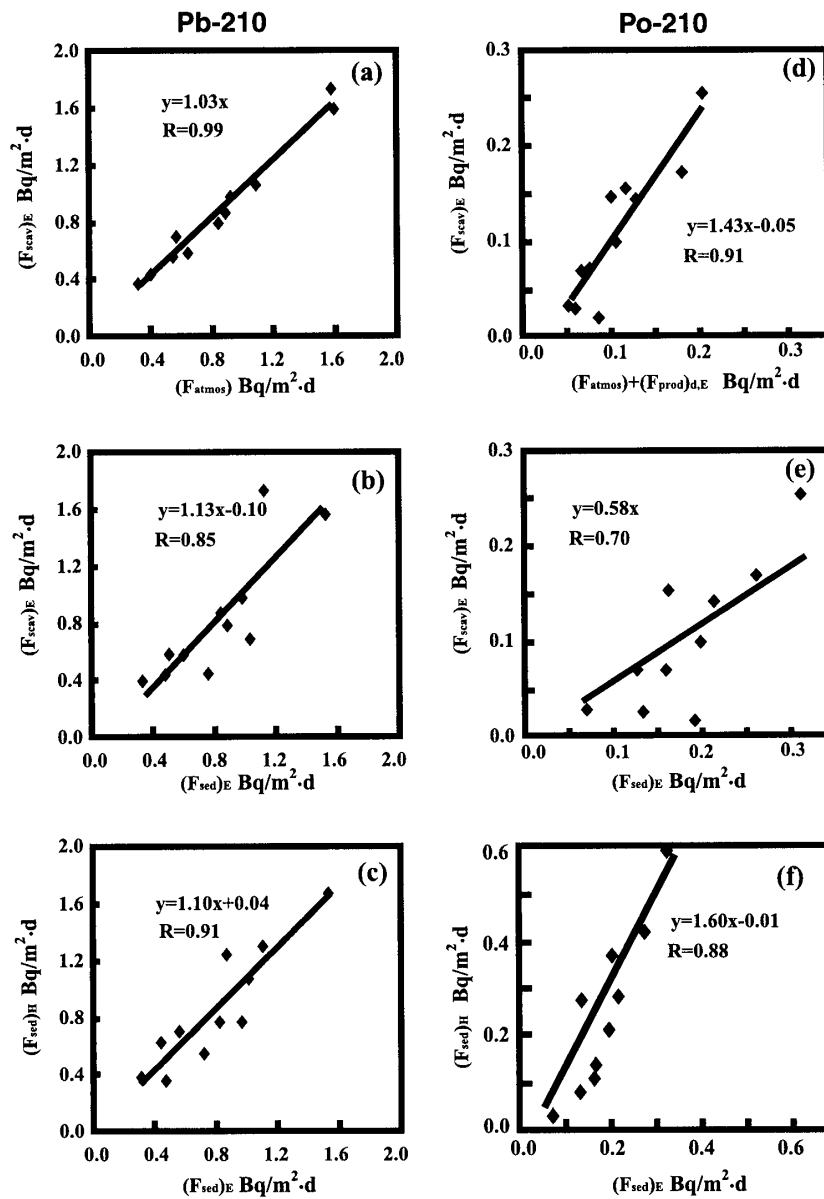 Pb-210
Po-210
(a)
y=1.03x
R=0.99
(Fscav)E Bq/m²·d
2.0
1.6
1.2
0.8
0.4
0.0
0.0 0.4 0.8 1.2 1.6 2.0
(Fatmos) Bq/m²·d
(d)
y=1.43x-0.05
R=0.91
(Fscav)E Bq/m²·d
0.3
0.2
0.1
0.0
0.0 0.1 0.2 0.3
(Fatmos)+(Fprod)d,E Bq/m²·d
(b)
y=1.13x-0.10
R=0.85
(Fscav)E Bq/m²·d
2.0
1.6
1.2
0.8
0.4
0.0
0.0 0.4 0.8 1.2 1.6 2.0
(Fsed)E Bq/m²·d
(e)
y=0.58x
R=0.70
(Fscav)E Bq/m²·d
0.3
0.2
0.1
0.0
0.0 0.1 0.2 0.3
(Fsed)E Bq/m²·d
(c)
y=1.10x+0.04
R=0.91
(Fsed)H Bq/m²·d
2.0
1.6
1.2
0.8
0.4
0.0
0.0 0.4 0.8 1.2 1.6 2.0
(Fsed)E Bq/m²·d
(f)
y=1.60x-0.01
R=0.88
(Fsed)H Bq/m²·d
0.6
0.4
0.2
0.0
0.0 0.2 0.4 0.6
(Fsed)E Bq/m²·d